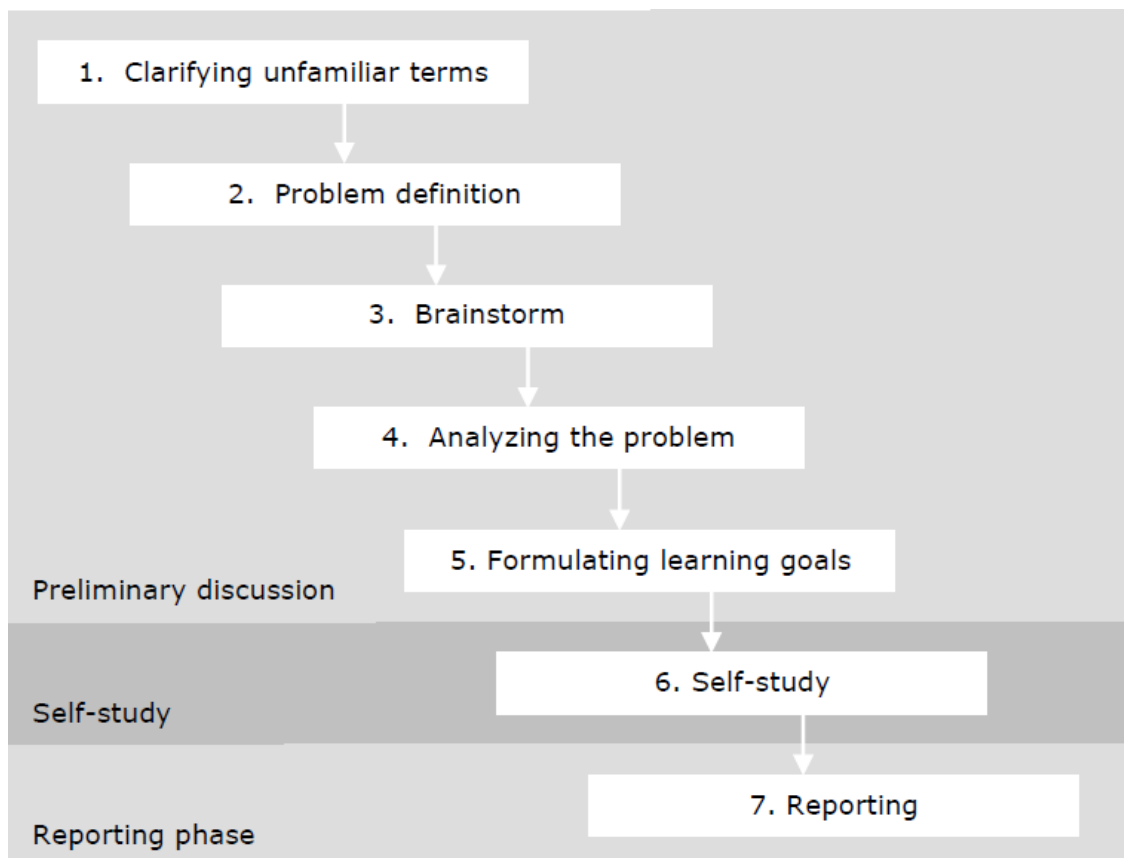 1. Clarifying unfamiliar terms
2. Problem definition
3. Brainstorm
4. Analyzing the problem
5. Formulating learning goals
Preliminary discussion
6. Self-study
Self-study
7. Reporting
Reporting phase